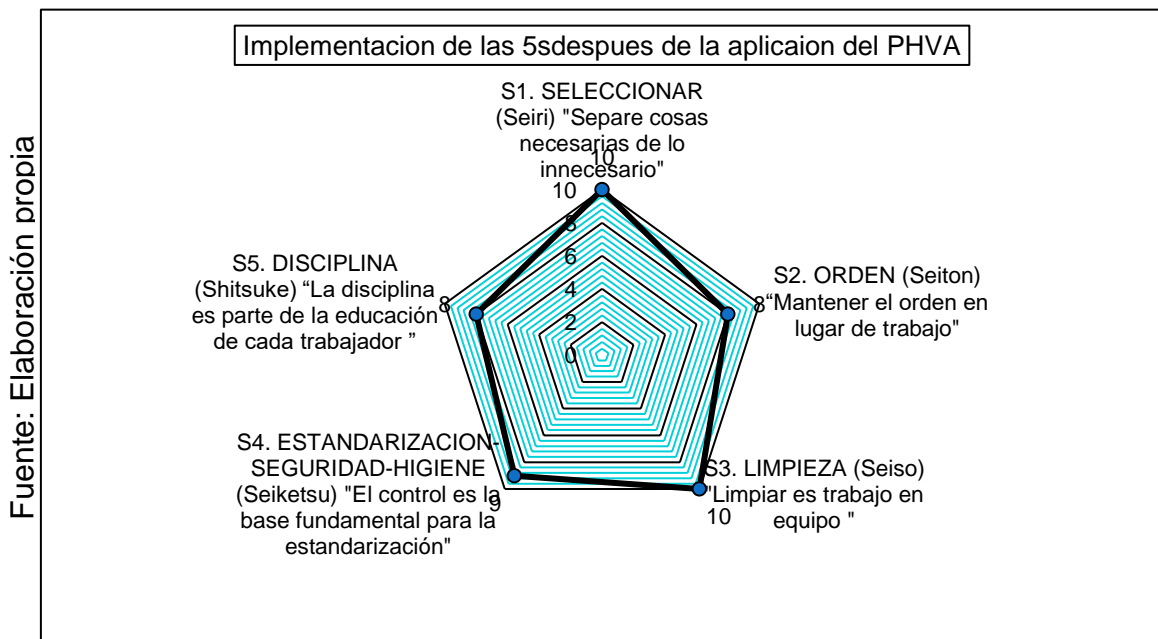 Implementacion de las 5sdespues de la aplicaion del PHVA
S1. SELECCIONAR
(Seiri) "Separe cosas
necesarias de lo
innecesario"
10
10
8
6
4
2
0
S2. ORDEN (Seiton)
“Mantener el orden en
lugar de trabajo"
8
S3. LIMPIEZA (Seiso)
"Limpiar es trabajo en
equipo "
10
S4. ESTANDARIZACION-
SEGURIDAD-HIGIENE
(Seiketsu) "El control es la
base fundamental para la
estandarización"
9
S5. DISCIPLINA
(Shitsuke) “La disciplina
es parte de la educación
de cada trabajador ”
8
Fuente: Elaboración propia